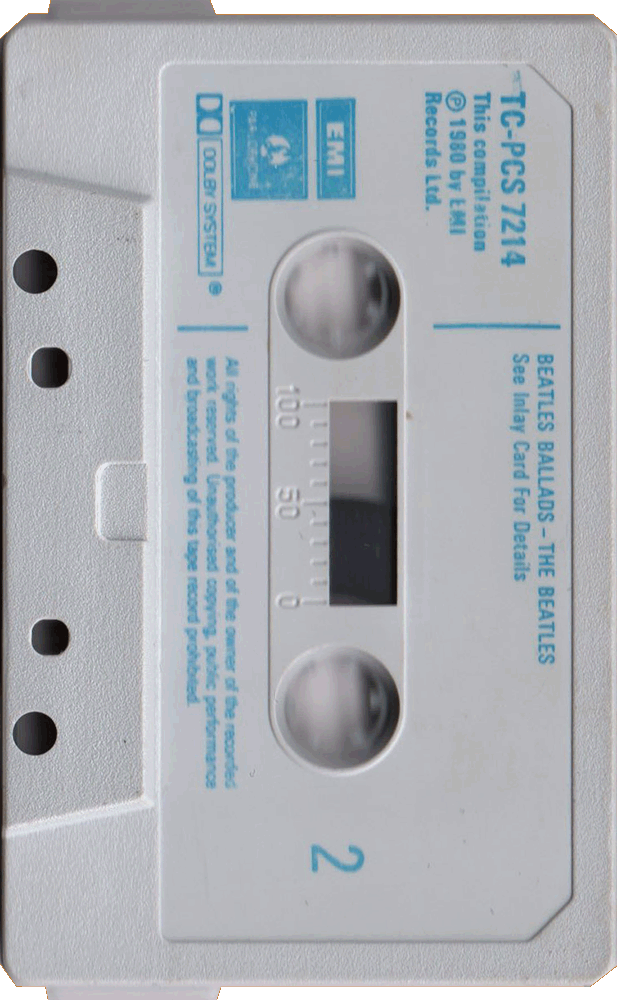 TC-PCS 7214
This compilation
℗ 1980 by EMI
Records Ltd.
BEATLES BALLADS – THE BEATLES
See Inlay Card For Details
EMI
DOLBY SYSTEM ®
100 50 0
2
All rights of the producer and of the owner of the recorded
work reserved. Unauthorised copying, public performance
and broadcasting of this tape record prohibited.